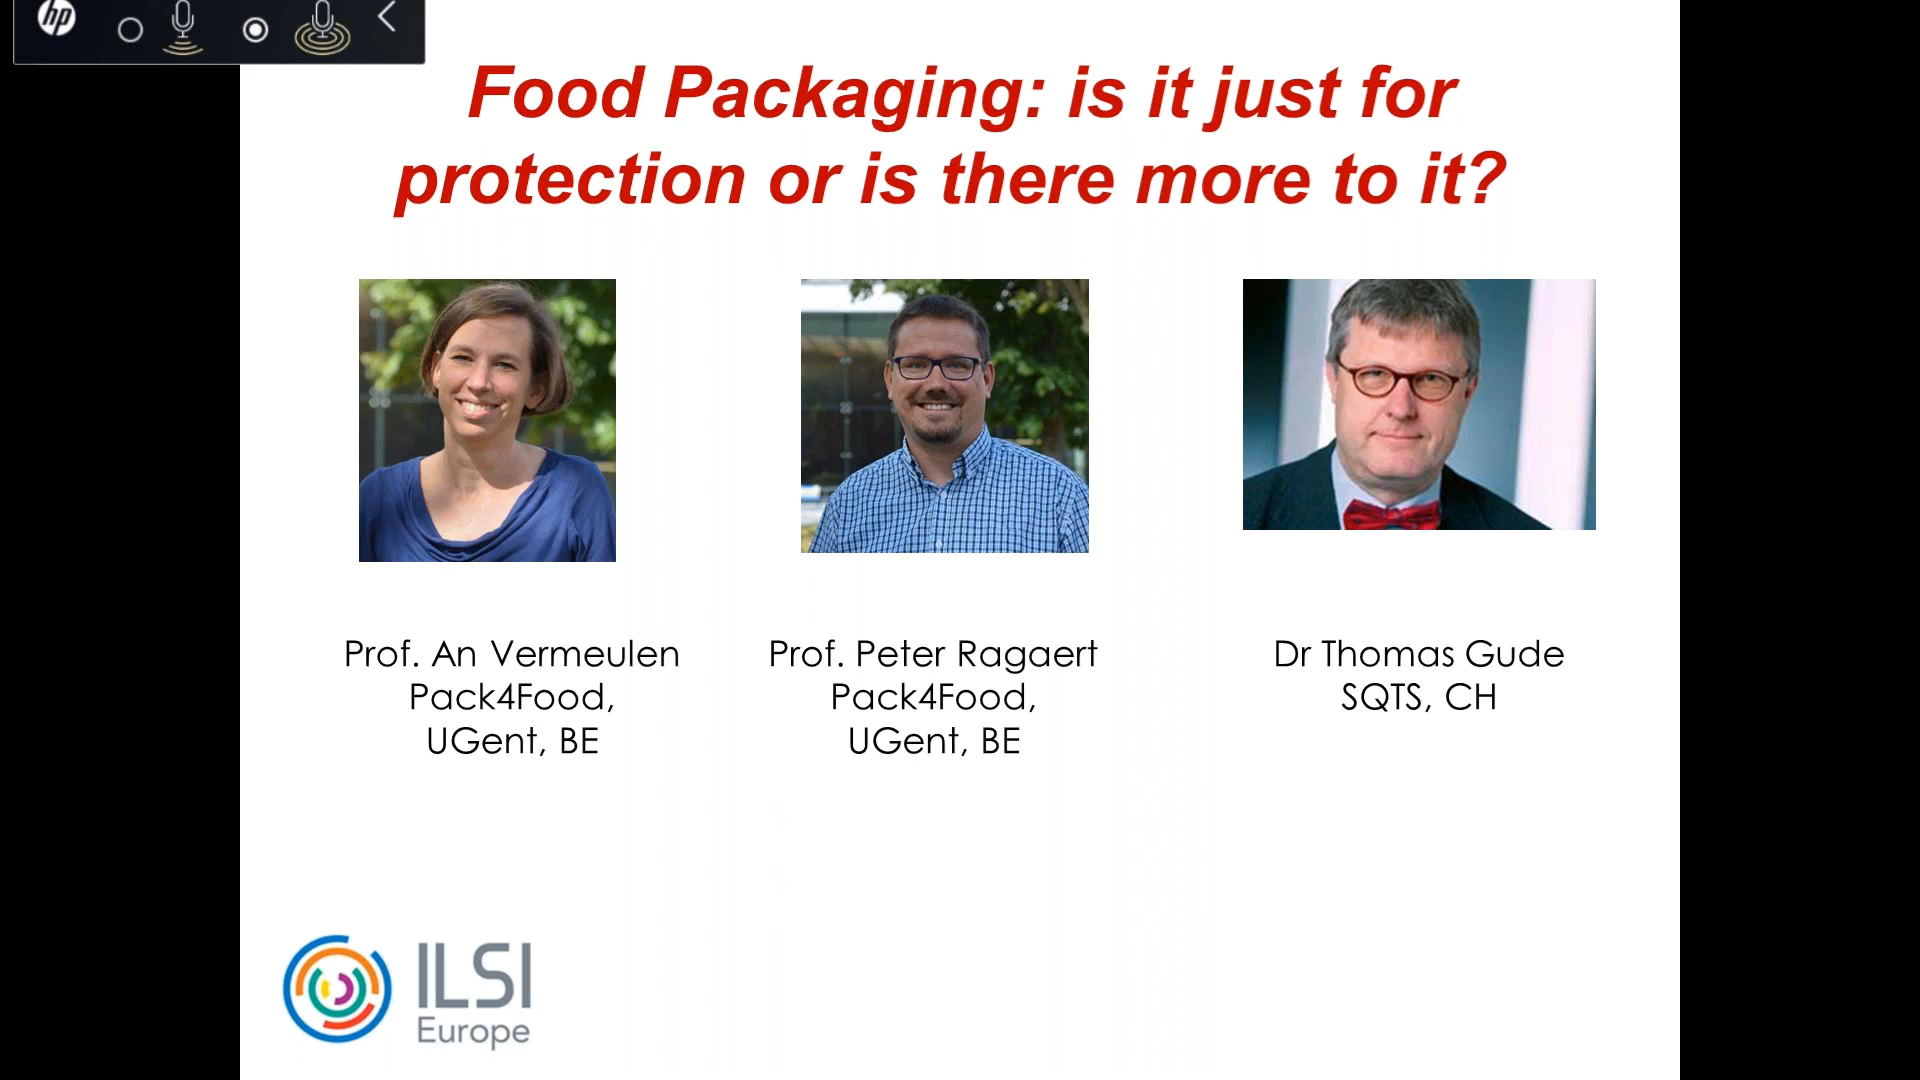 hp
Food Packaging: is it just for
protection or is there more to it?
Prof. An Vermeulen
Pack4Food,
UGent, BE
Prof. Peter Ragaert
Pack4Food,
UGent, BE
Dr Thomas Gude
SQTS, CH
ILSI
Europe